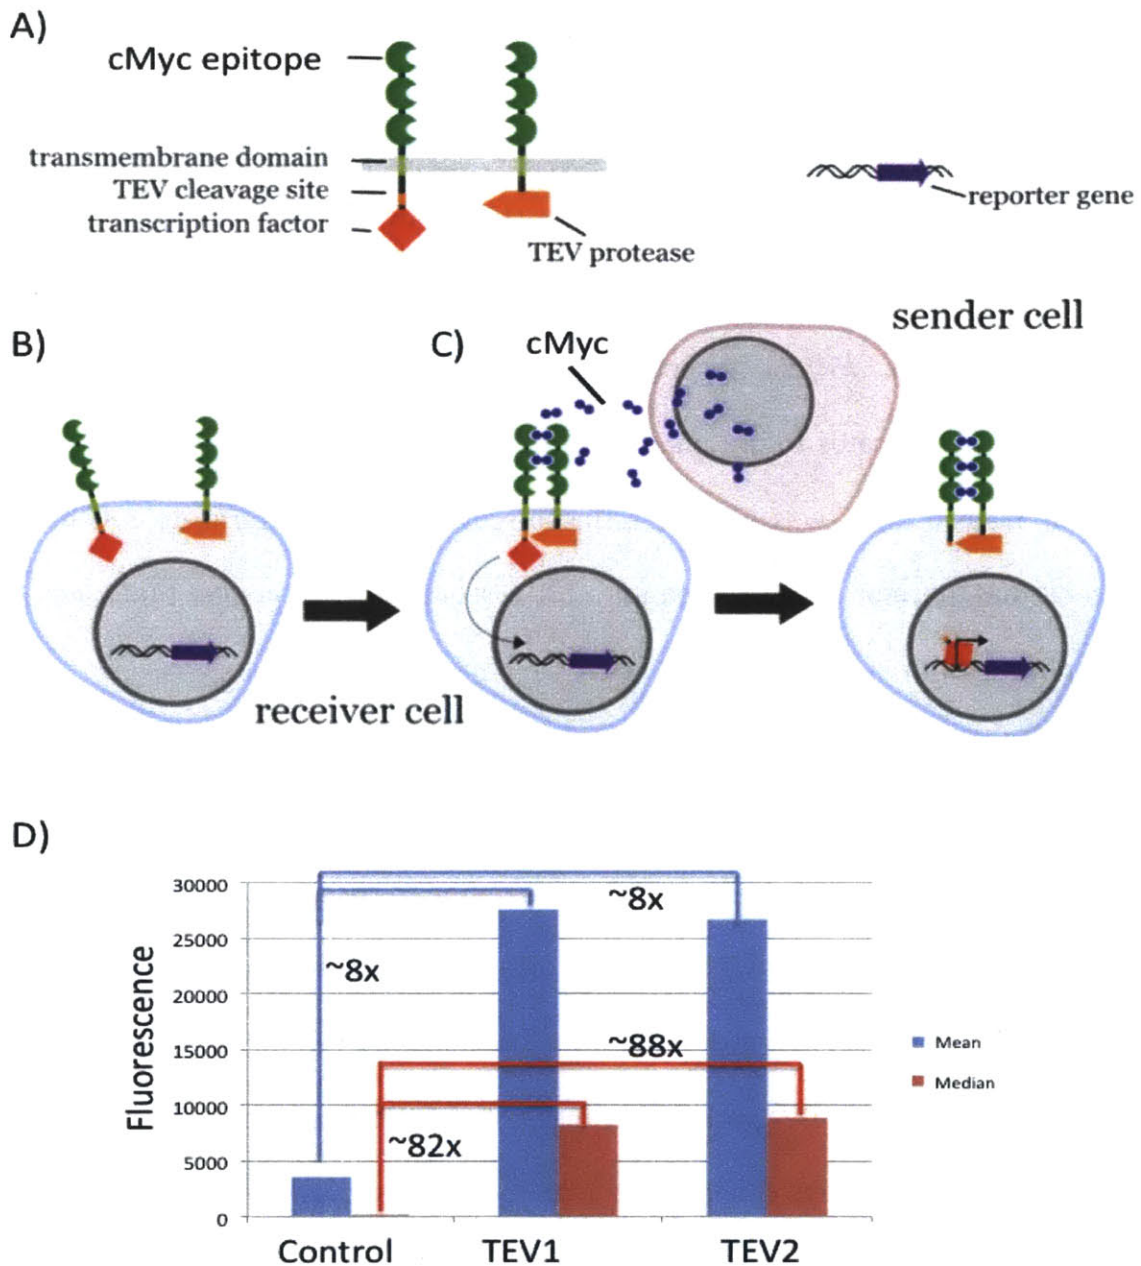 A)
cMyc epitope
transmembrane domain
TEV cleavage site
transcription factor
TEV protease
reporter gene
B)
C)
cMyc
sender cell
receiver cell
D)
Fluorescence
30000
25000
20000
15000
10000
5000
0
~8x
~8x
~88x
~82x
Mean
Median
Control
TEV1
TEV2